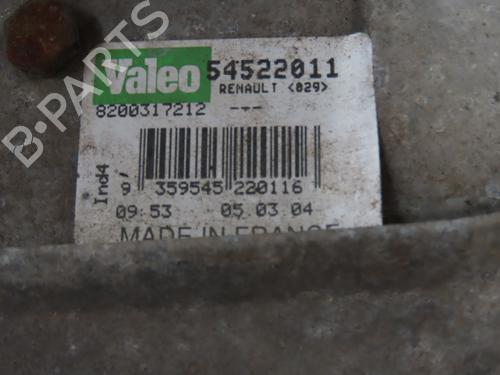 Valeo 54522011
RENAULT <029>
8200317212 ---
Ind4
9 359545 220116
09:53 05.03.04
MADE IN FRANCE
B-PARTS